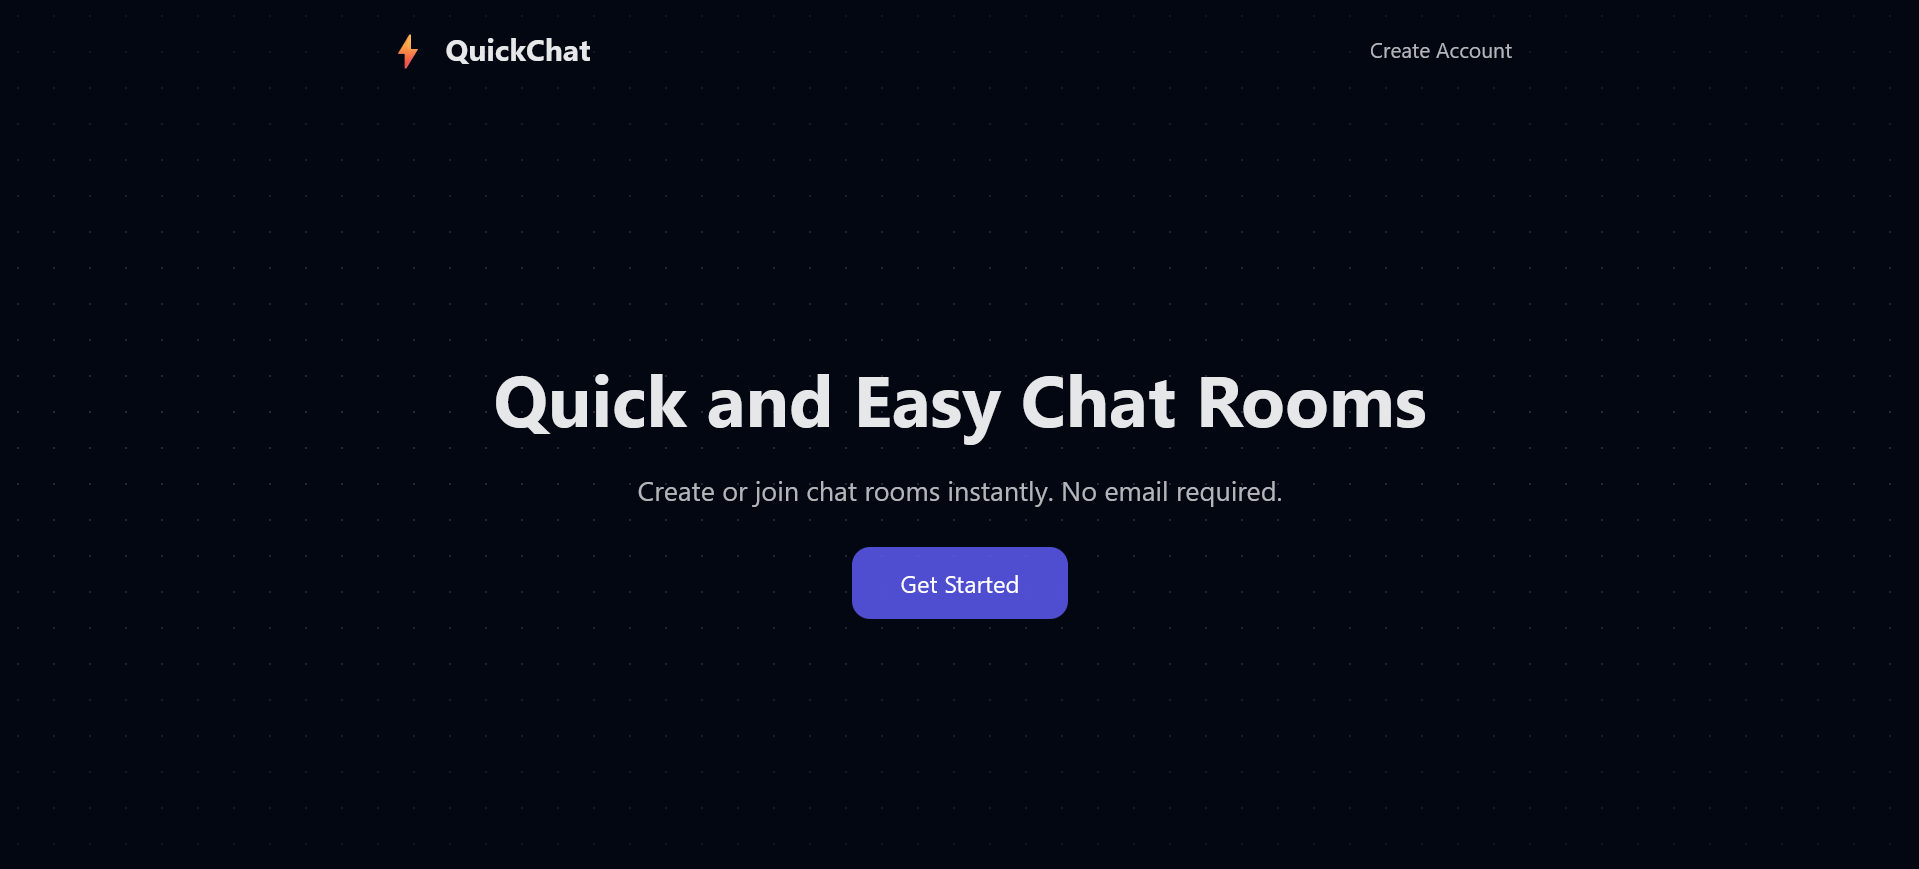 QuickChat
Create Account
Quick and Easy Chat Rooms
Create or join chat rooms instantly. No email required.
Get Started